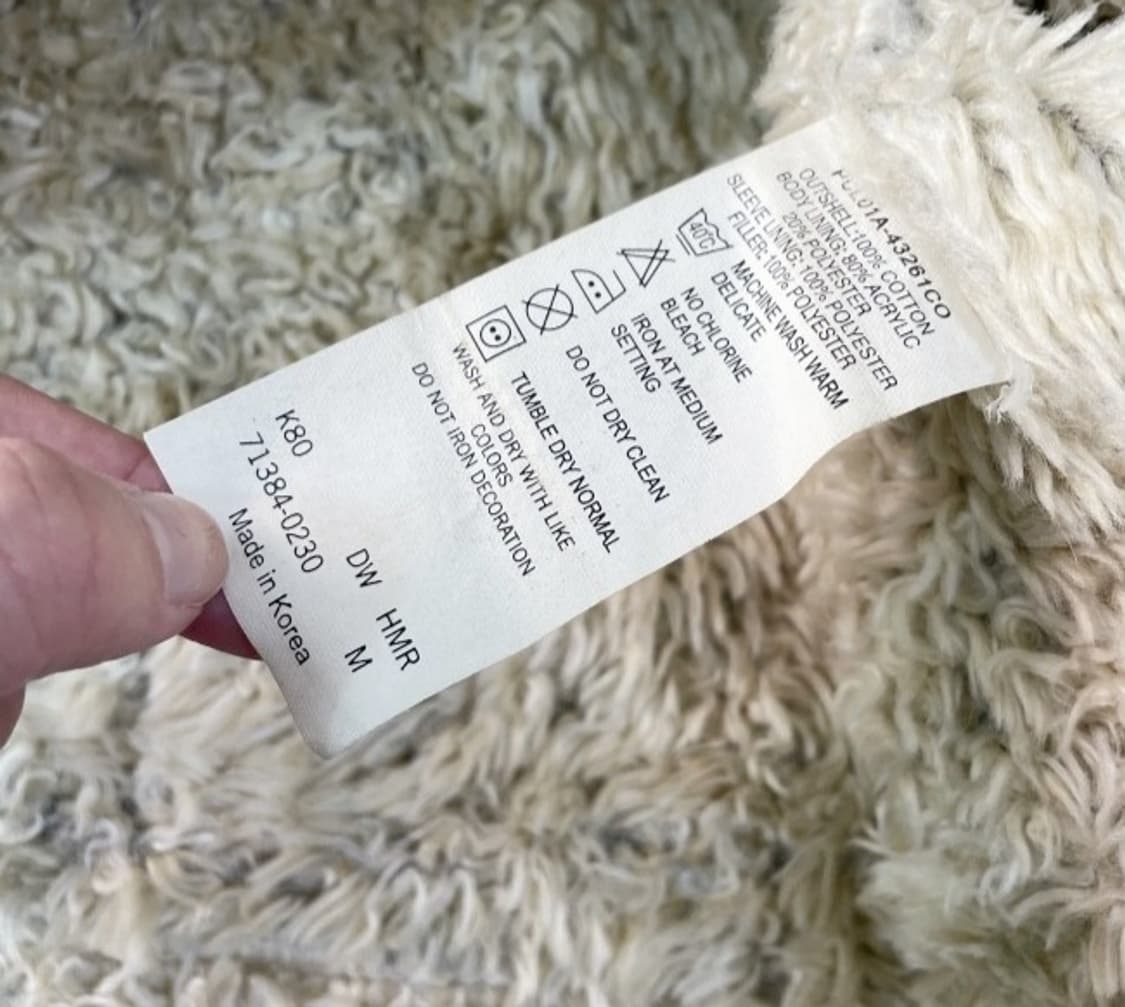 OUTSHELL:100% COTTON
BODY LINING: 80% ACRYLIC
20% POLYESTER
SLEEVE LINING: 100% POLYESTER
FILLER: 100% POLYESTER
40C
MACHINE WASH WARM
DELICATE
NO CHLORINE
BLEACH
IRON AT MEDIUM
SETTING
DO NOT DRY CLEAN
TUMBLE DRY NORMAL
WASH AND DRY WITH LIKE
COLORS
DO NOT IRON DECORATION
K80 DW HMR
71384-0230 M
Made in Korea